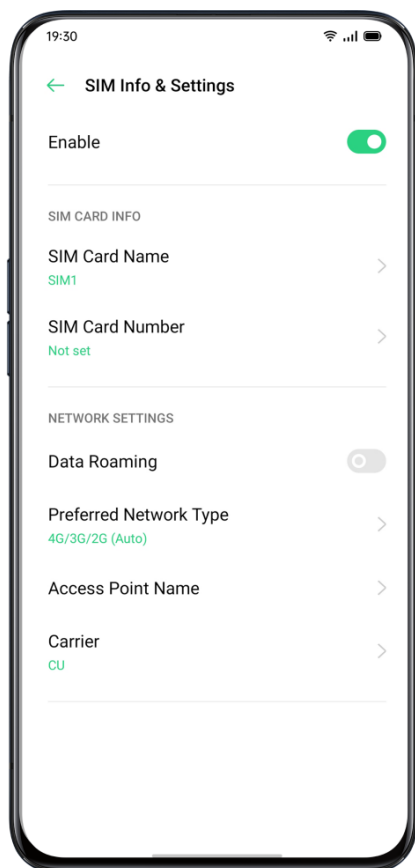 19:30
SIM Info & Settings
Enable
SIM CARD INFO
SIM Card Name
SIM1
SIM Card Number
Not set
NETWORK SETTINGS
Data Roaming
Preferred Network Type
4G/3G/2G (Auto)
Access Point Name
Carrier
CU